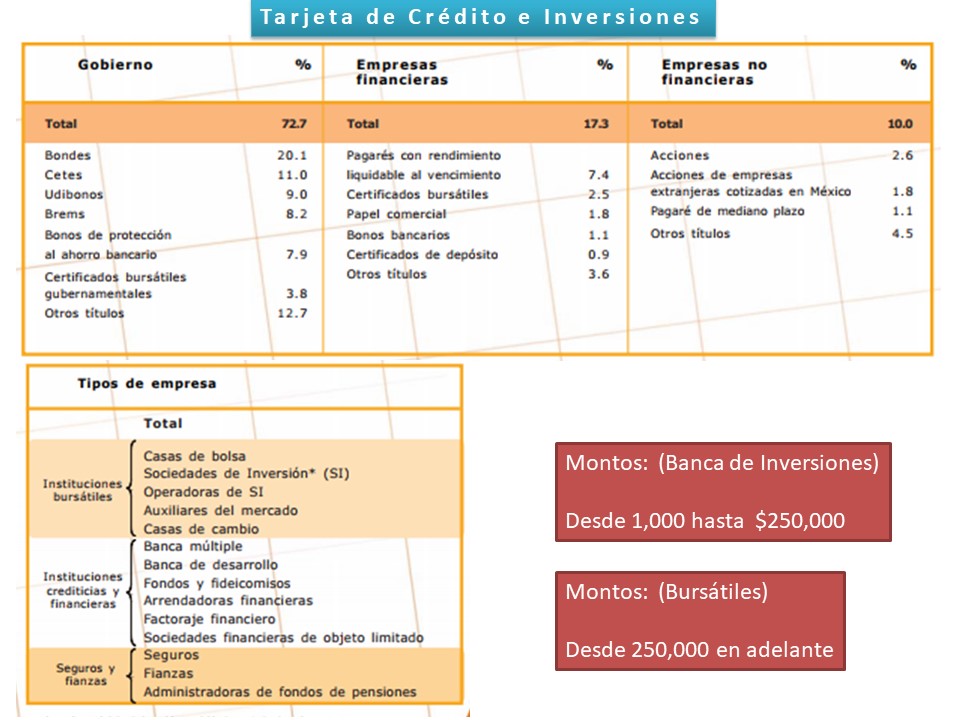 Tarjeta de Crédito e Inversiones
Gobierno %
Total 72.7
Bondes 20.1
Cetes 11.0
Udibonos 9.0
Brems 8.2
Bonos de protección
al ahorro bancario 7.9
Certificados bursátiles
gubernamentales 3.8
Otros títulos 12.7
Empresas %
financieras
Total 17.3
Pagarés con rendimiento
liquidable al vencimiento 7.4
Certificados bursátiles 2.5
Papel comercial 1.8
Bonos bancarios 1.1
Certificados de depósito 0.9
Otros títulos 3.6
Empresas no %
financieras
Total 10.0
Acciones 2.6
Acciones de empresas
extranjeras cotizadas en México 1.8
Pagaré de mediano plazo 1.1
Otros títulos 4.5
Tipos de empresa
Total
Instituciones
bursátiles
Casas de bolsa
Sociedades de Inversión* (SI)
Operadoras de SI
Auxiliares del mercado
Casas de cambio
Instituciones
crediticias y
financieras
Banca múltiple
Banca de desarrollo
Fondos y fideicomisos
Arrendadoras financieras
Factoraje financiero
Sociedades financieras de objeto limitado
Seguros y
fianzas
Seguros
Fianzas
Administradoras de fondos de pensiones
Montos: (Banca de Inversiones)
Desde 1,000 hasta $250,000
Montos: (Bursátiles)
Desde 250,000 en adelante